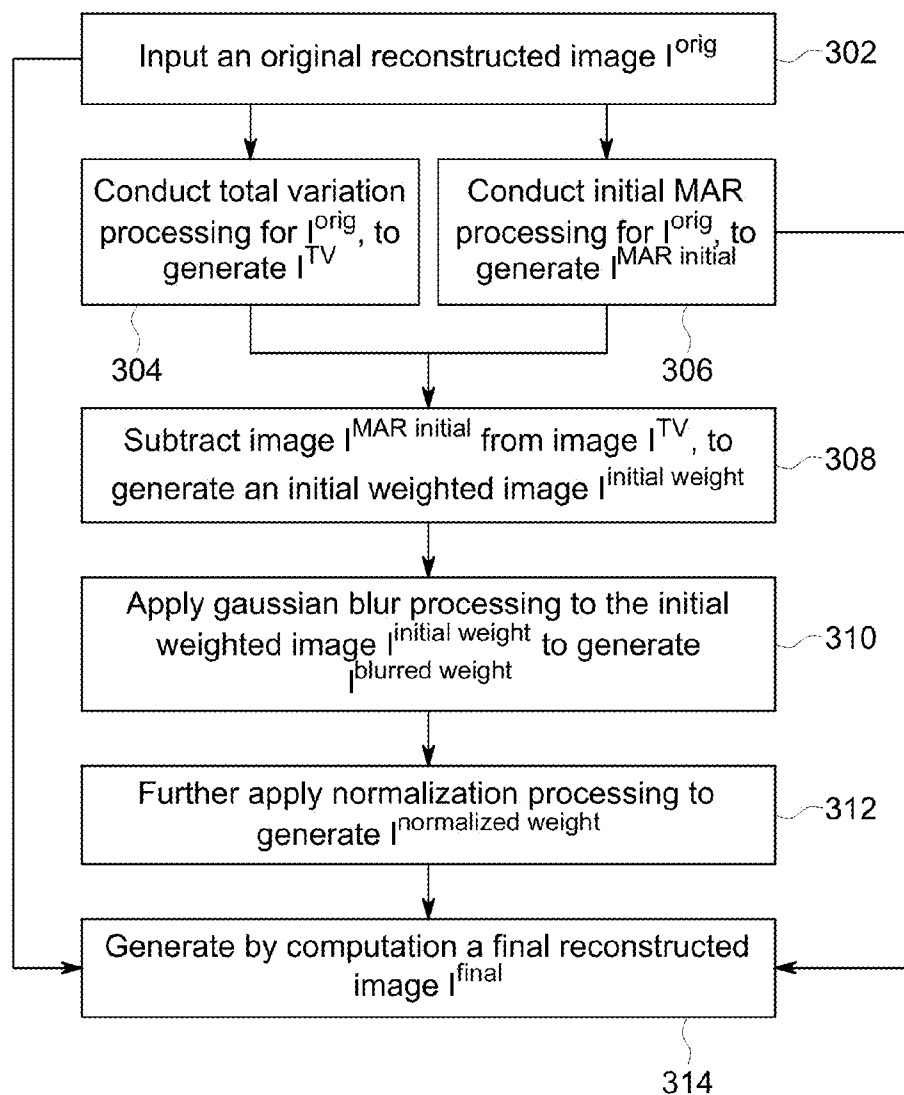 Input an original reconstructed image I^orig
302
Conduct total variation
processing for I^orig, to
generate I^TV
Conduct initial MAR
processing for I^orig, to
generate I^MAR initial
304
306
Subtract image I^MAR initial from image I^TV, to
generate an initial weighted image I^initial weight
308
Apply gaussian blur processing to the initial
weighted image I^initial weight to generate
I^blurred weight
310
Further apply normalization processing to
generate I^normalized weight
312
Generate by computation a final reconstructed
image I^final
314